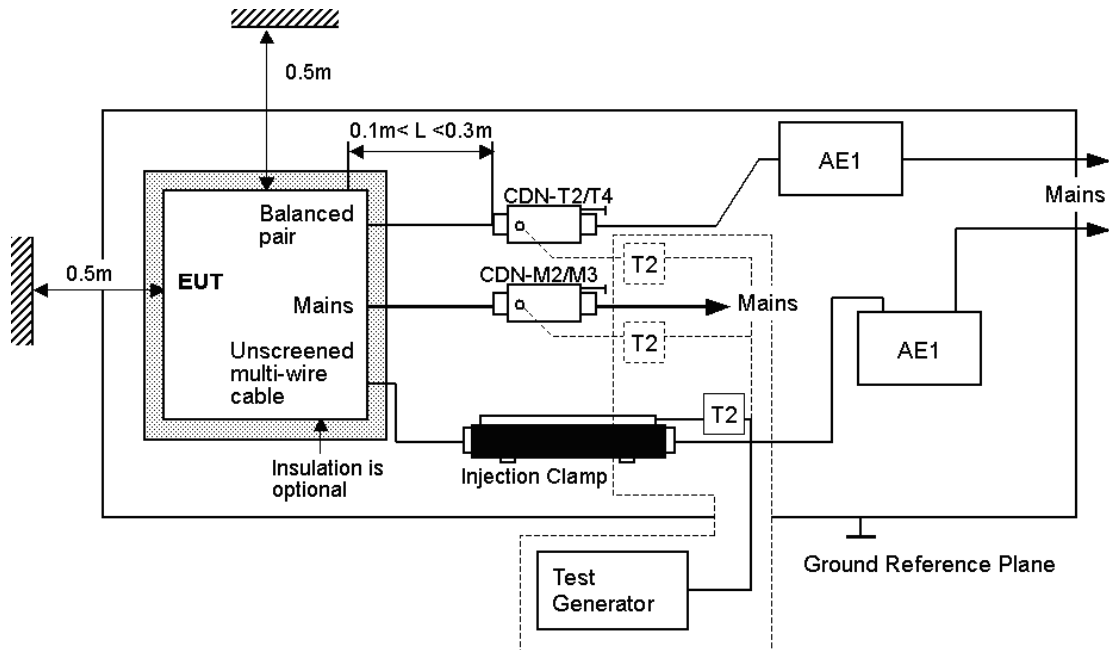 0.5m
0.1m< L <0.3m
AE1
Mains
CDN-T2/T4
Balanced
pair
T2
0.5m
EUT
CDN-M2/M3
Mains
Mains
T2
AE1
Unscreened
multi-wire
cable
T2
Insulation is
optional
Injection Clamp
Ground Reference Plane
Test
Generator